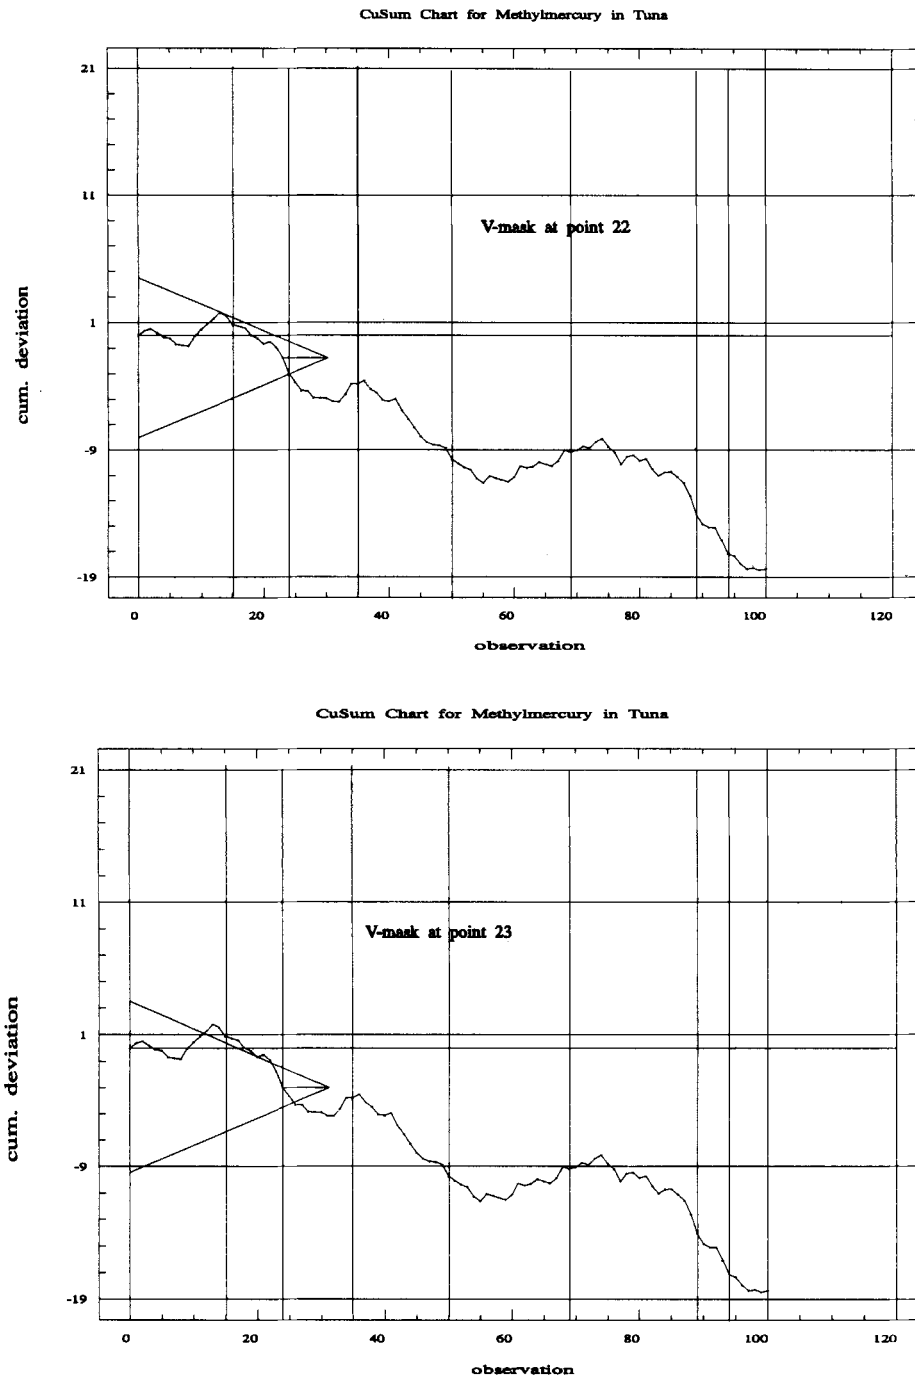 CuSum Chart for Methylmercury in Tuna
21
11
V-mask at point 22
cum. deviation
1
-9
-19
0 20 40 60 80 100 120
observation
CuSum Chart for Methylmercury in Tuna
21
11
V-mask at point 23
cum. deviation
1
-9
-19
0 20 40 60 80 100 120
observation